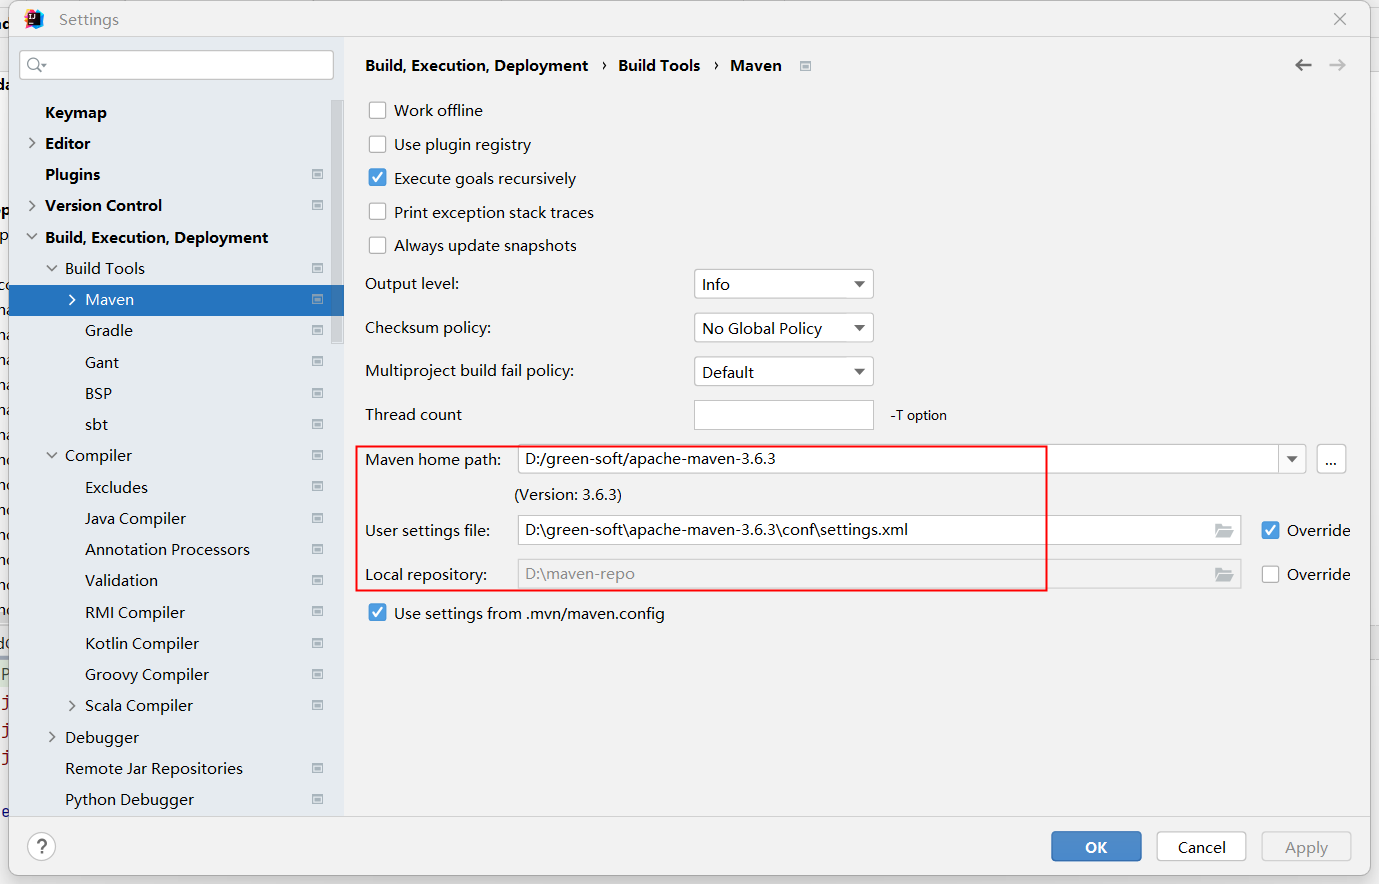 Settings
Keymap
Editor
Plugins
Version Control
Build, Execution, Deployment
Build Tools
Maven
Gradle
Gant
BSP
sbt
Compiler
Excludes
Java Compiler
Annotation Processors
Validation
RMI Compiler
Kotlin Compiler
Groovy Compiler
Scala Compiler
Debugger
Remote Jar Repositories
Python Debugger
Build, Execution, Deployment › Build Tools › Maven
Work offline
Use plugin registry
Execute goals recursively
Print exception stack traces
Always update snapshots
Output level: Info
Checksum policy: No Global Policy
Multiproject build fail policy: Default
Thread count -T option
Maven home path: D:/green-soft/apache-maven-3.6.3 ...
(Version: 3.6.3)
User settings file: D:\green-soft\apache-maven-3.6.3\conf\settings.xml Override
Local repository: D:\maven-repo Override
Use settings from .mvn/maven.config
? OK Cancel Apply